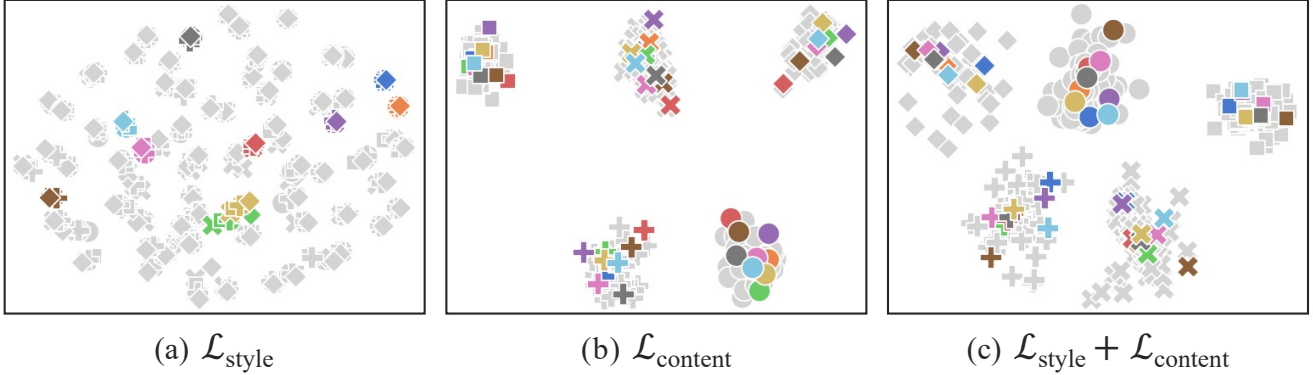 (a) ℒstyle
(b) ℒcontent
(c) ℒstyle + ℒcontent